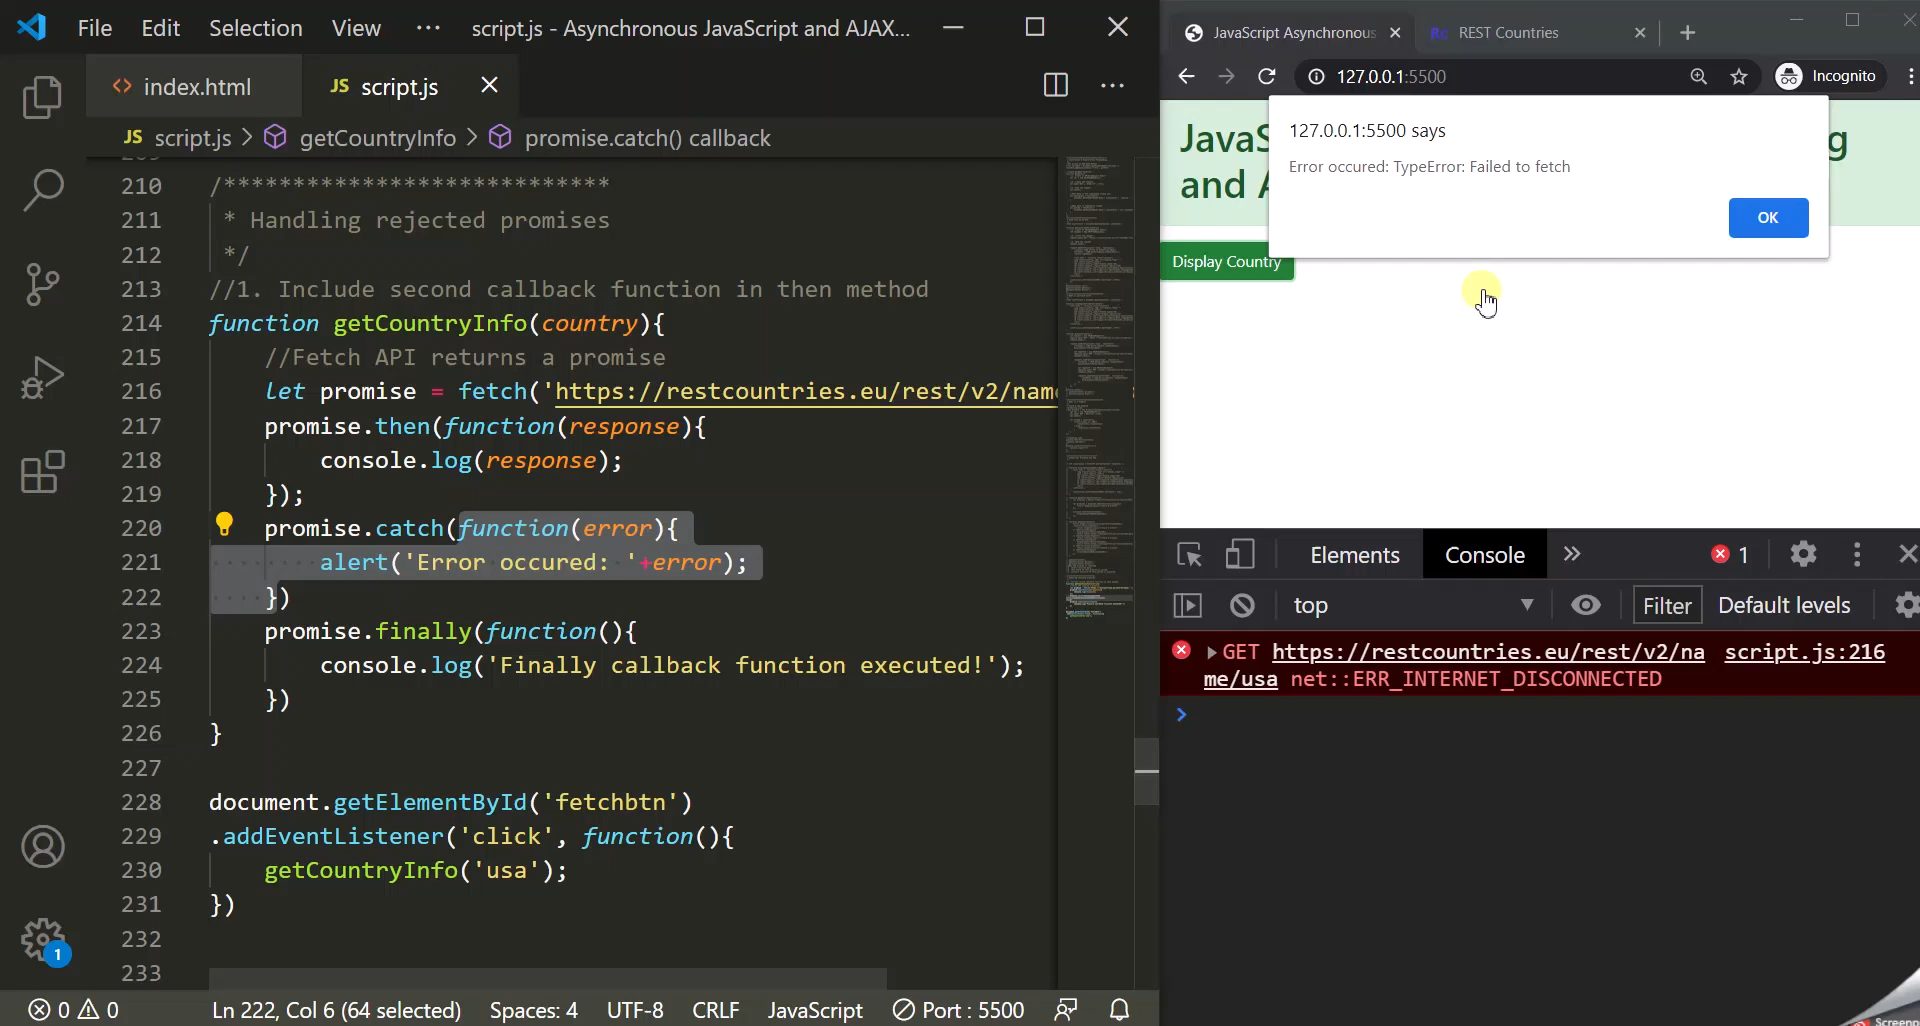 File Edit Selection View ··· script.js - Asynchronous JavaScript and AJAX...
index.html
JS script.js
JS script.js > getCountryInfo > promise.catch() callback
210 /****************************
211 * Handling rejected promises
212 */
213 //1. Include second callback function in then method
214 function getCountryInfo(country){
215 //Fetch API returns a promise
216 let promise = fetch('https://restcountries.eu/rest/v2/name
217 promise.then(function(response){
218 console.log(response);
219 });
220 promise.catch(function(error){
221 alert('Error occured: '+error);
222 })
223 promise.finally(function(){
224 console.log('Finally callback function executed!');
225 })
226 }
227
228 document.getElementById('fetchbtn')
229 .addEventListener('click', function(){
230 getCountryInfo('usa');
231 })
232
233
1
0 0 Ln 222, Col 6 (64 selected) Spaces: 4 UTF-8 CRLF JavaScript Port : 5500
JavaScript Asynchronous
REST Countries
127.0.0.1:5500
Incognito
JavaS g
and A
127.0.0.1:5500 says
Error occured: TypeError: Failed to fetch
OK
Display Country
Elements Console » 1
top Filter Default levels
GET https://restcountries.eu/rest/v2/na script.js:216
me/usa net::ERR_INTERNET_DISCONNECTED